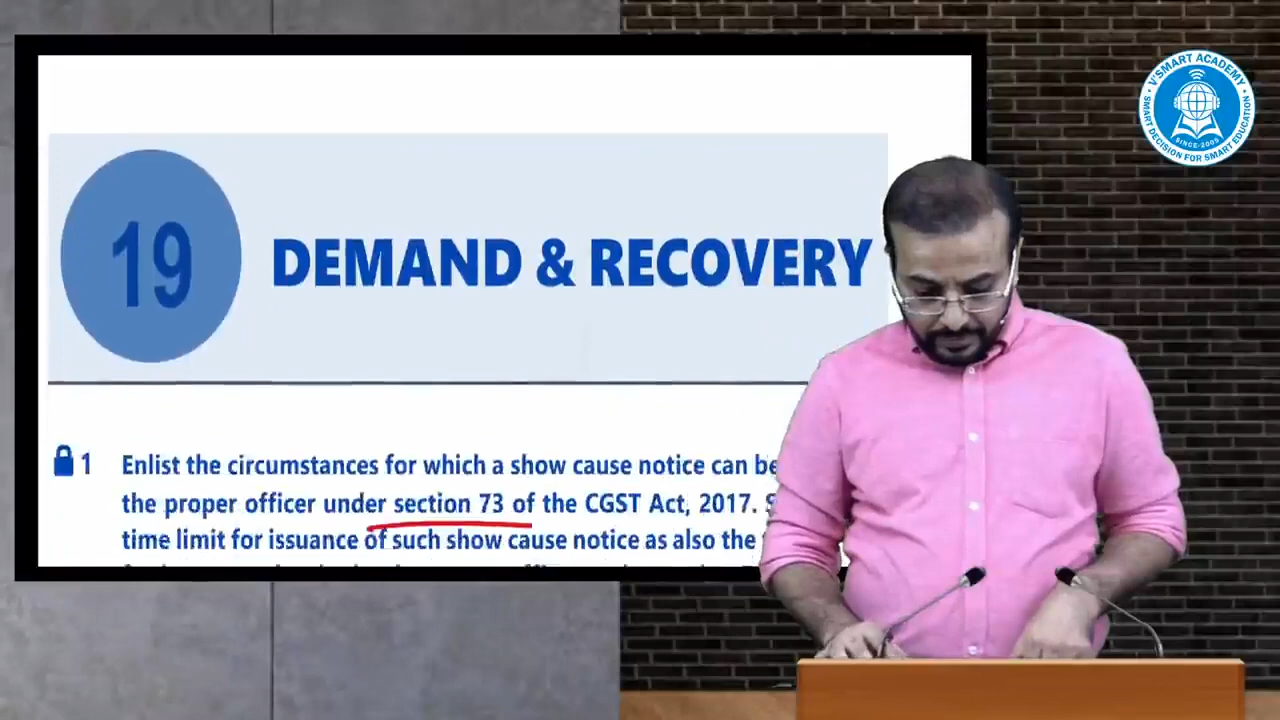 19
DEMAND & RECOVERY
1 Enlist the circumstances for which a show cause notice can be
the proper officer under section 73 of the CGST Act, 2017.
time limit for issuance of such show cause notice as also the
V'SMART ACADEMY
SMART DECISION FOR SMART EDUCATION
SINCE-2005